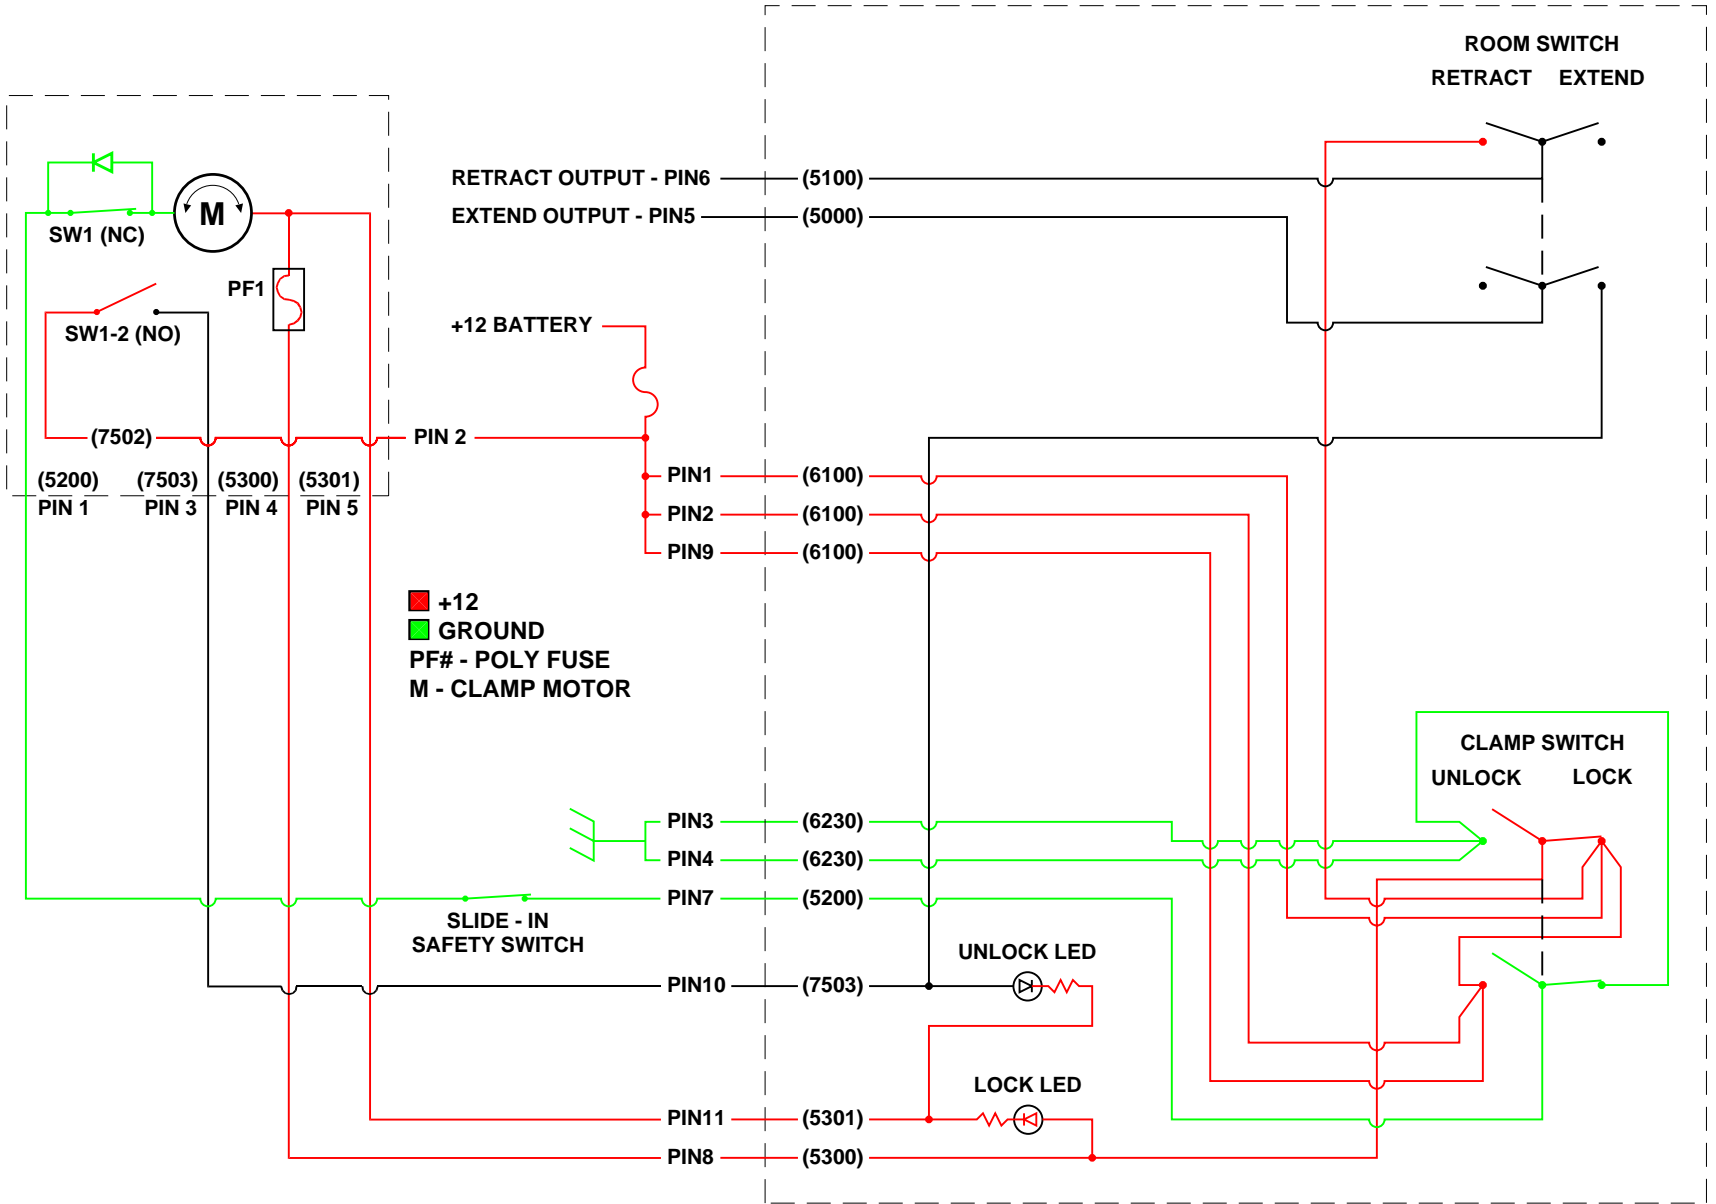 ROOM SWITCH
RETRACT EXTEND
RETRACT OUTPUT - PIN6 (5100)
EXTEND OUTPUT - PIN5 (5000)
M
SW1 (NC)
PF1
SW1-2 (NO)
+12 BATTERY
(7502) PIN 2
(5200) (7503) (5300) (5301)
PIN 1 PIN 3 PIN 4 PIN 5
PIN1 (6100)
PIN2 (6100)
PIN9 (6100)
+12
GROUND
PF# - POLY FUSE
M - CLAMP MOTOR
CLAMP SWITCH
UNLOCK LOCK
PIN3 (6230)
PIN4 (6230)
PIN7 (5200)
SLIDE - IN
SAFETY SWITCH
UNLOCK LED
PIN10 (7503)
LOCK LED
PIN11 (5301)
PIN8 (5300)